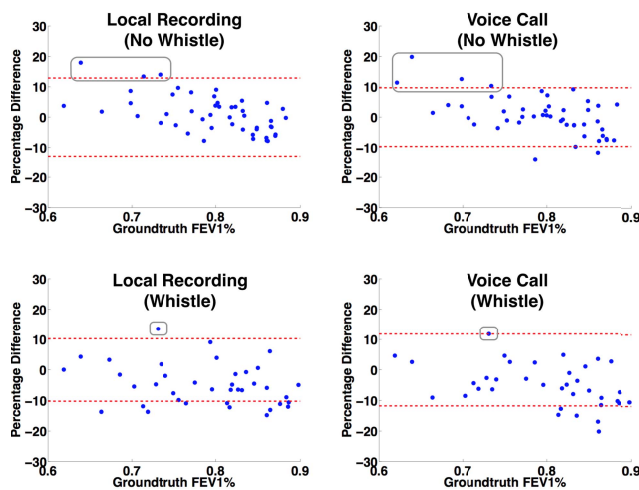 Local Recording
(No Whistle)
Percentage Difference
30
20
10
0
−10
−20
−30
0.6
0.7
0.8
0.9
Groundtruth FEV1%
Voice Call
(No Whistle)
Percentage Difference
30
20
10
0
−10
−20
−30
0.6
0.7
0.8
0.9
Groundtruth FEV1%
Local Recording
(Whistle)
Percentage Difference
30
20
10
0
−10
−20
−30
0.6
0.7
0.8
0.9
Groundtruth FEV1%
Voice Call
(Whistle)
Percentage Difference
30
20
10
0
−10
−20
−30
0.6
0.7
0.8
0.9
Groundtruth FEV1%